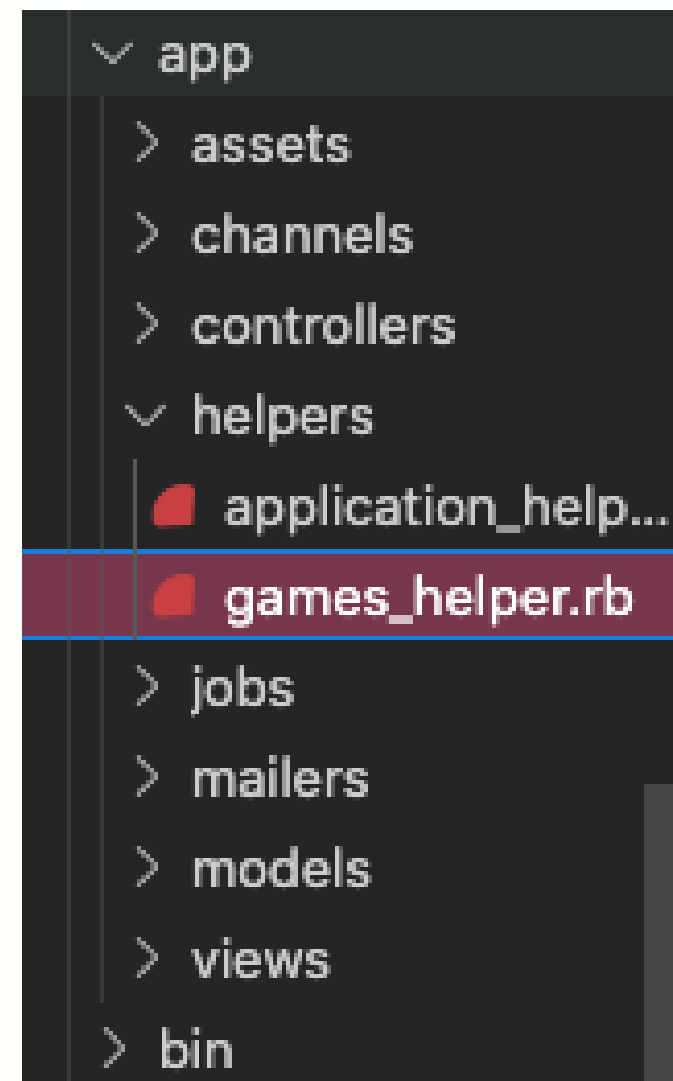 app
assets
channels
controllers
helpers
application_help...
games_helper.rb
jobs
mailers
models
views
bin